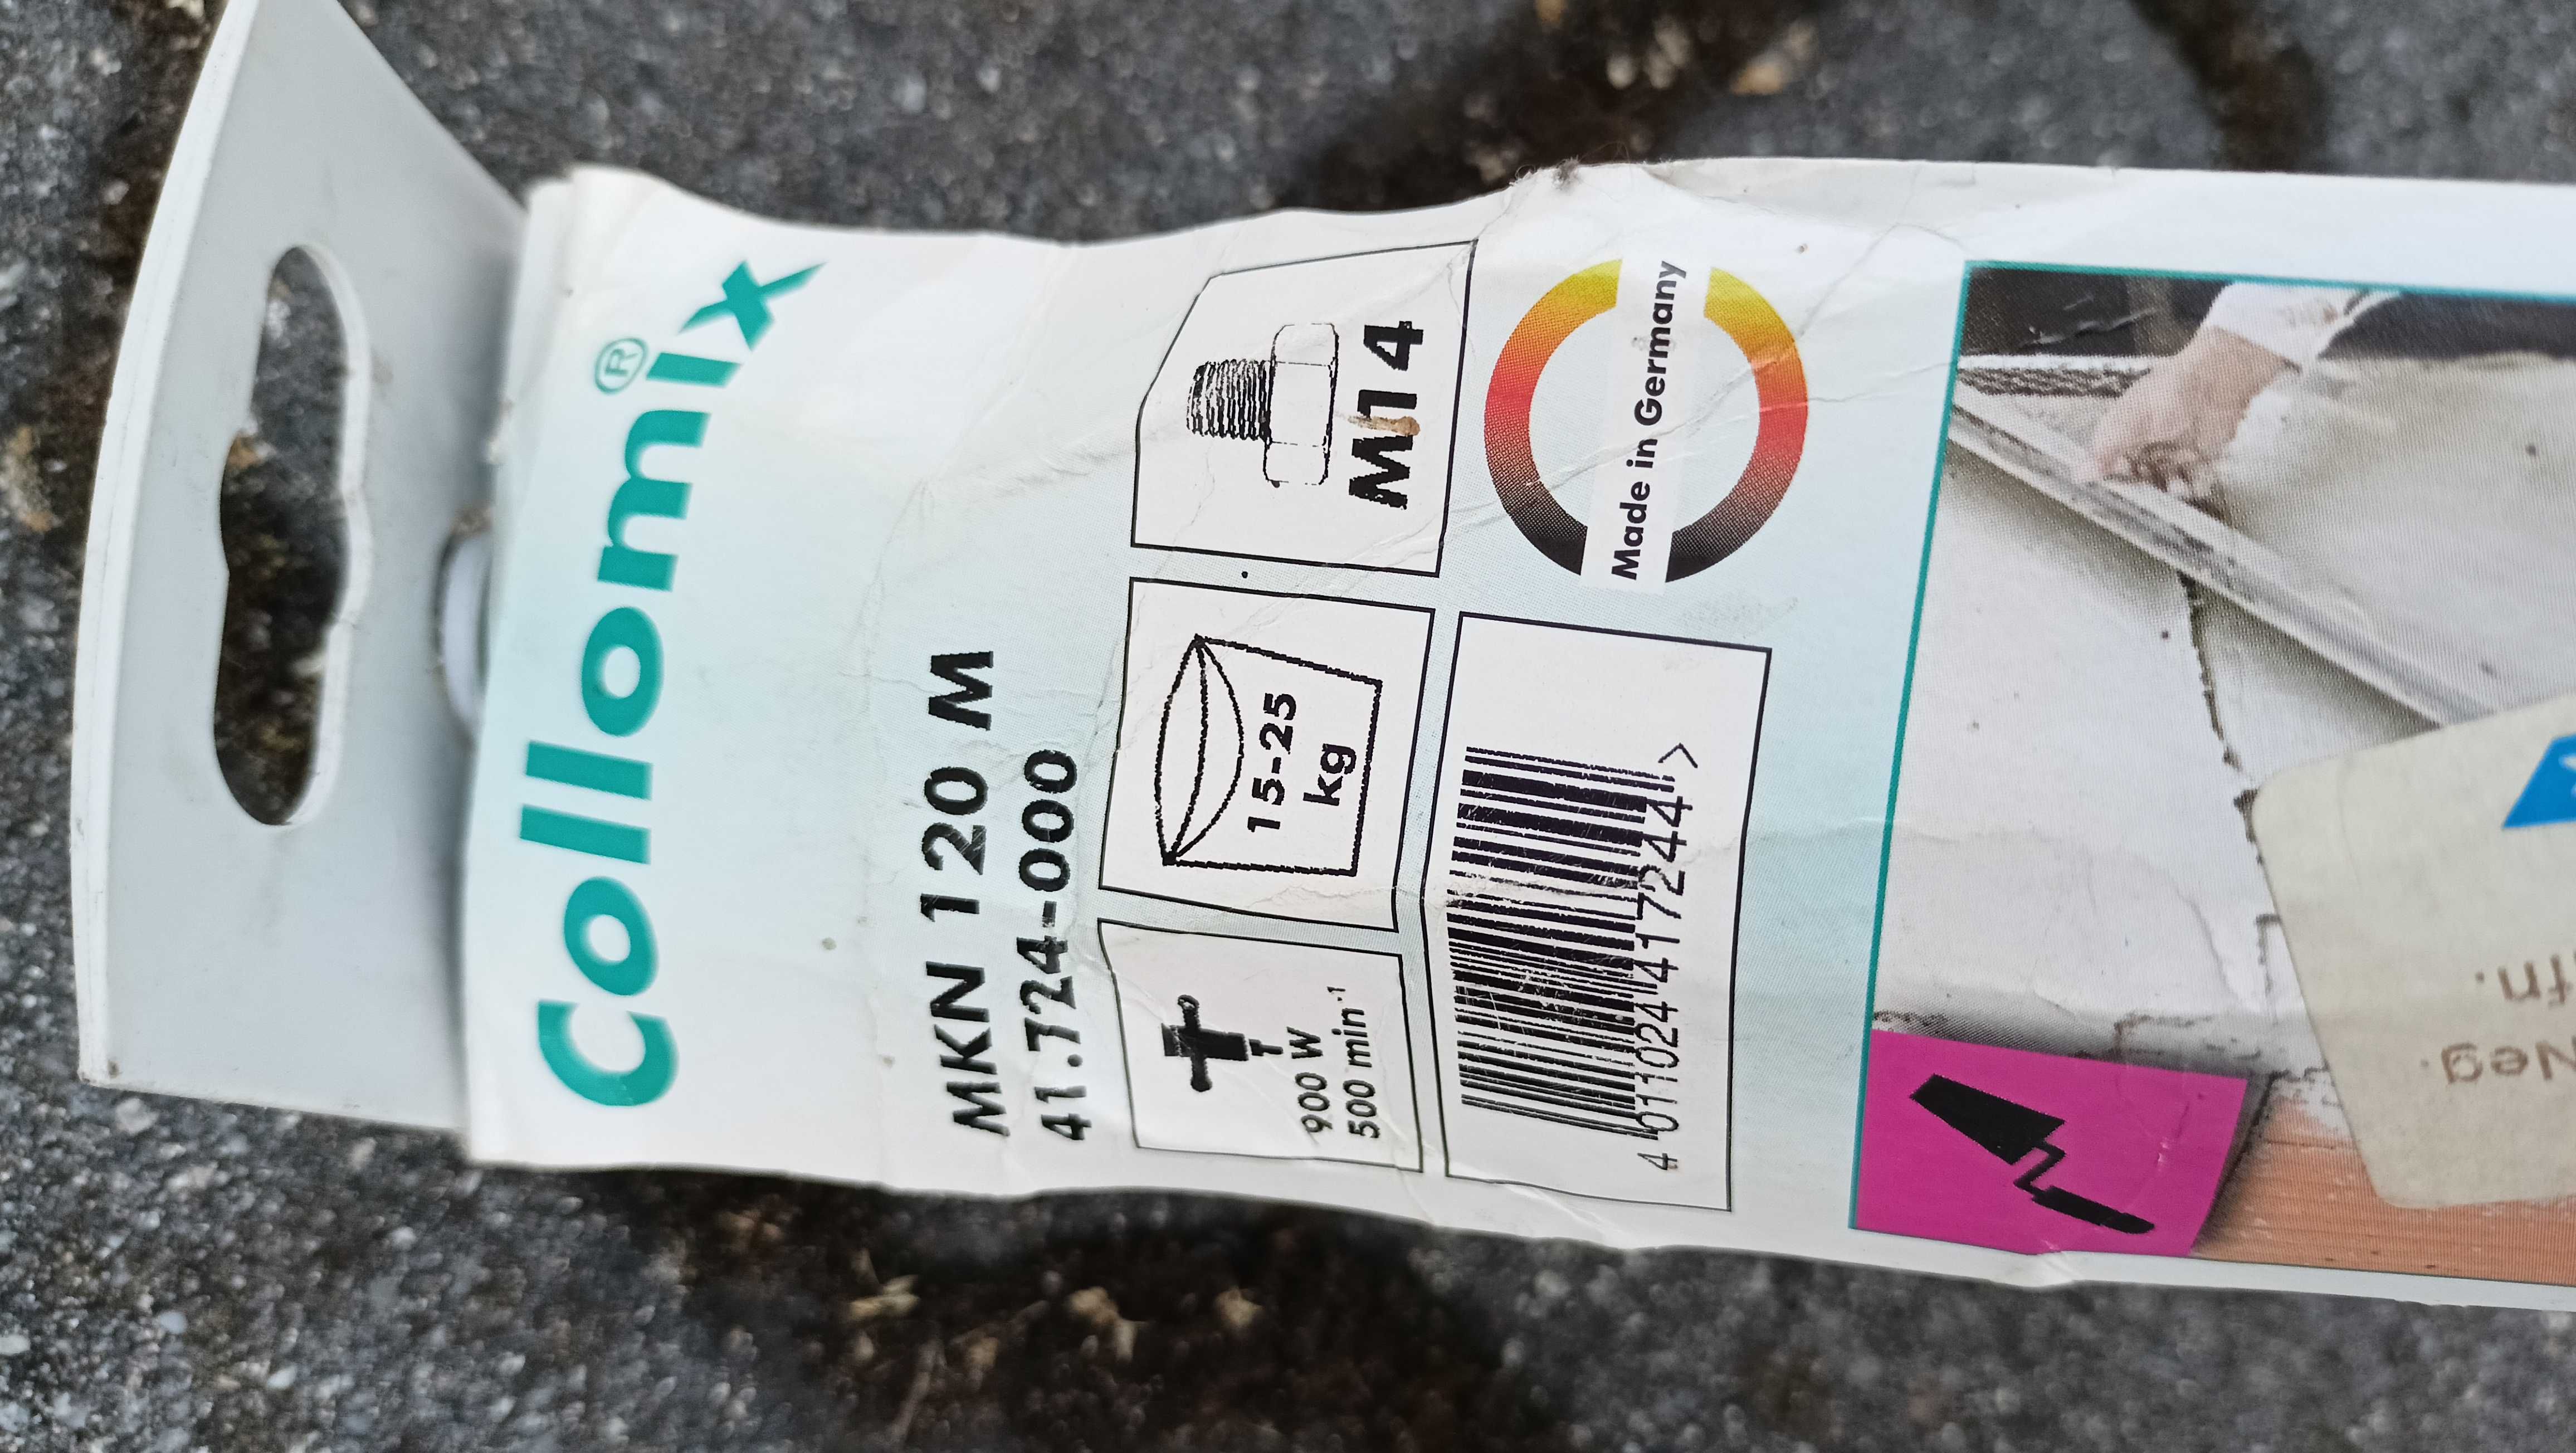 Collomix®
MKN 120 M
41.724-000
900 W
500 min-1
15-25
kg
M14
4 011024 417244 >
Made in Germany